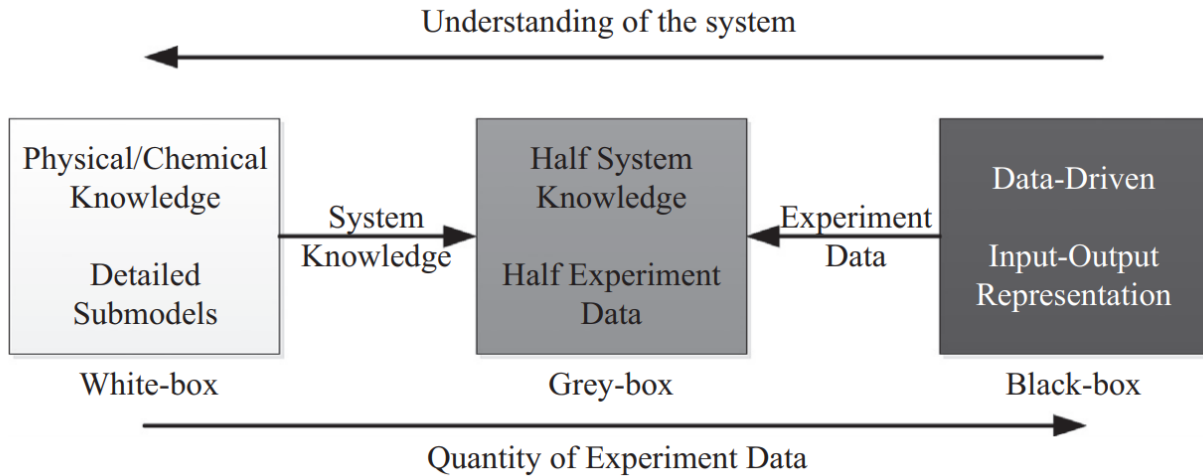 Understanding of the system
Physical/Chemical
Knowledge
Detailed
Submodels
White-box
System
Knowledge
Half System
Knowledge
Half Experiment
Data
Grey-box
Experiment
Data
Data-Driven
Input-Output
Representation
Black-box
Quantity of Experiment Data